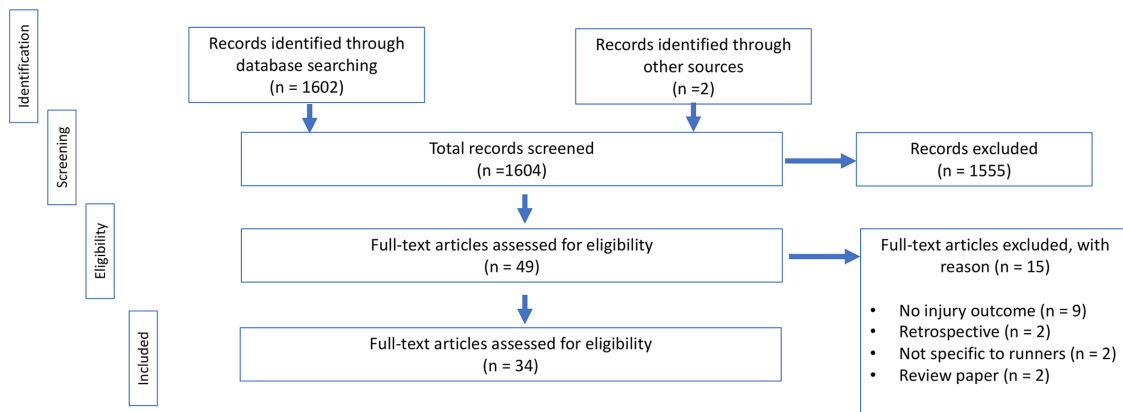 Identification
Records identified through
database searching
(n = 1602)
Records identified through
other sources
(n =2)
Screening
Total records screened
(n =1604)
Records excluded
(n = 1555)
Eligibility
Full-text articles assessed for eligibility
(n = 49)
Full-text articles excluded, with
reason (n = 15)
• No injury outcome (n = 9)
• Retrospective (n = 2)
• Not specific to runners (n = 2)
• Review paper (n = 2)
Included
Full-text articles assessed for eligibility
(n = 34)